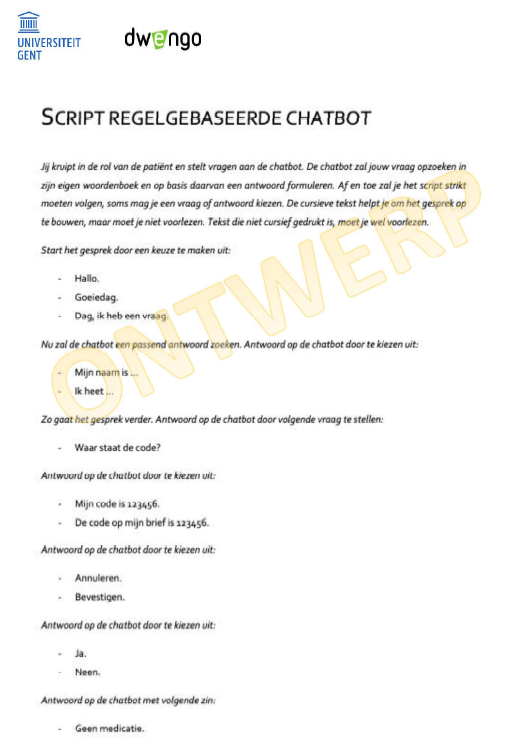 UNIVERSITEIT
GENT
dwengo
SCRIPT REGELGEBASEERDE CHATBOT
Jij kruipt in de rol van de patiënt en stelt vragen aan de chatbot. De chatbot zal jouw vraag opzoeken in
zijn eigen woordenboek en op basis daarvan een antwoord formuleren. Af en toe zal je het script strikt
moeten volgen, soms mag je een vraag of antwoord kiezen. De cursieve tekst helpt je om het gesprek op
te bouwen, maar moet je niet voorlezen. Tekst die niet cursief gedrukt is, moet je wel voorlezen.
Start het gesprek door een keuze te maken uit:
- Hallo.
- Goeiedag.
- Dag, ik heb een vraag.
Nu zal de chatbot een passend antwoord zoeken. Antwoord op de chatbot door te kiezen uit:
- Mijn naam is ...
- Ik heet ...
Zo gaat het gesprek verder. Antwoord op de chatbot door volgende vraag te stellen:
- Waar staat de code?
Antwoord op de chatbot door te kiezen uit:
- Mijn code is 123456.
- De code op mijn brief is 123456.
Antwoord op de chatbot door te kiezen uit:
- Annuleren.
- Bevestigen.
Antwoord op de chatbot door te kiezen uit:
- Ja.
- Neen.
Antwoord op de chatbot met volgende zin:
- Geen medicatie.
ONTWERP